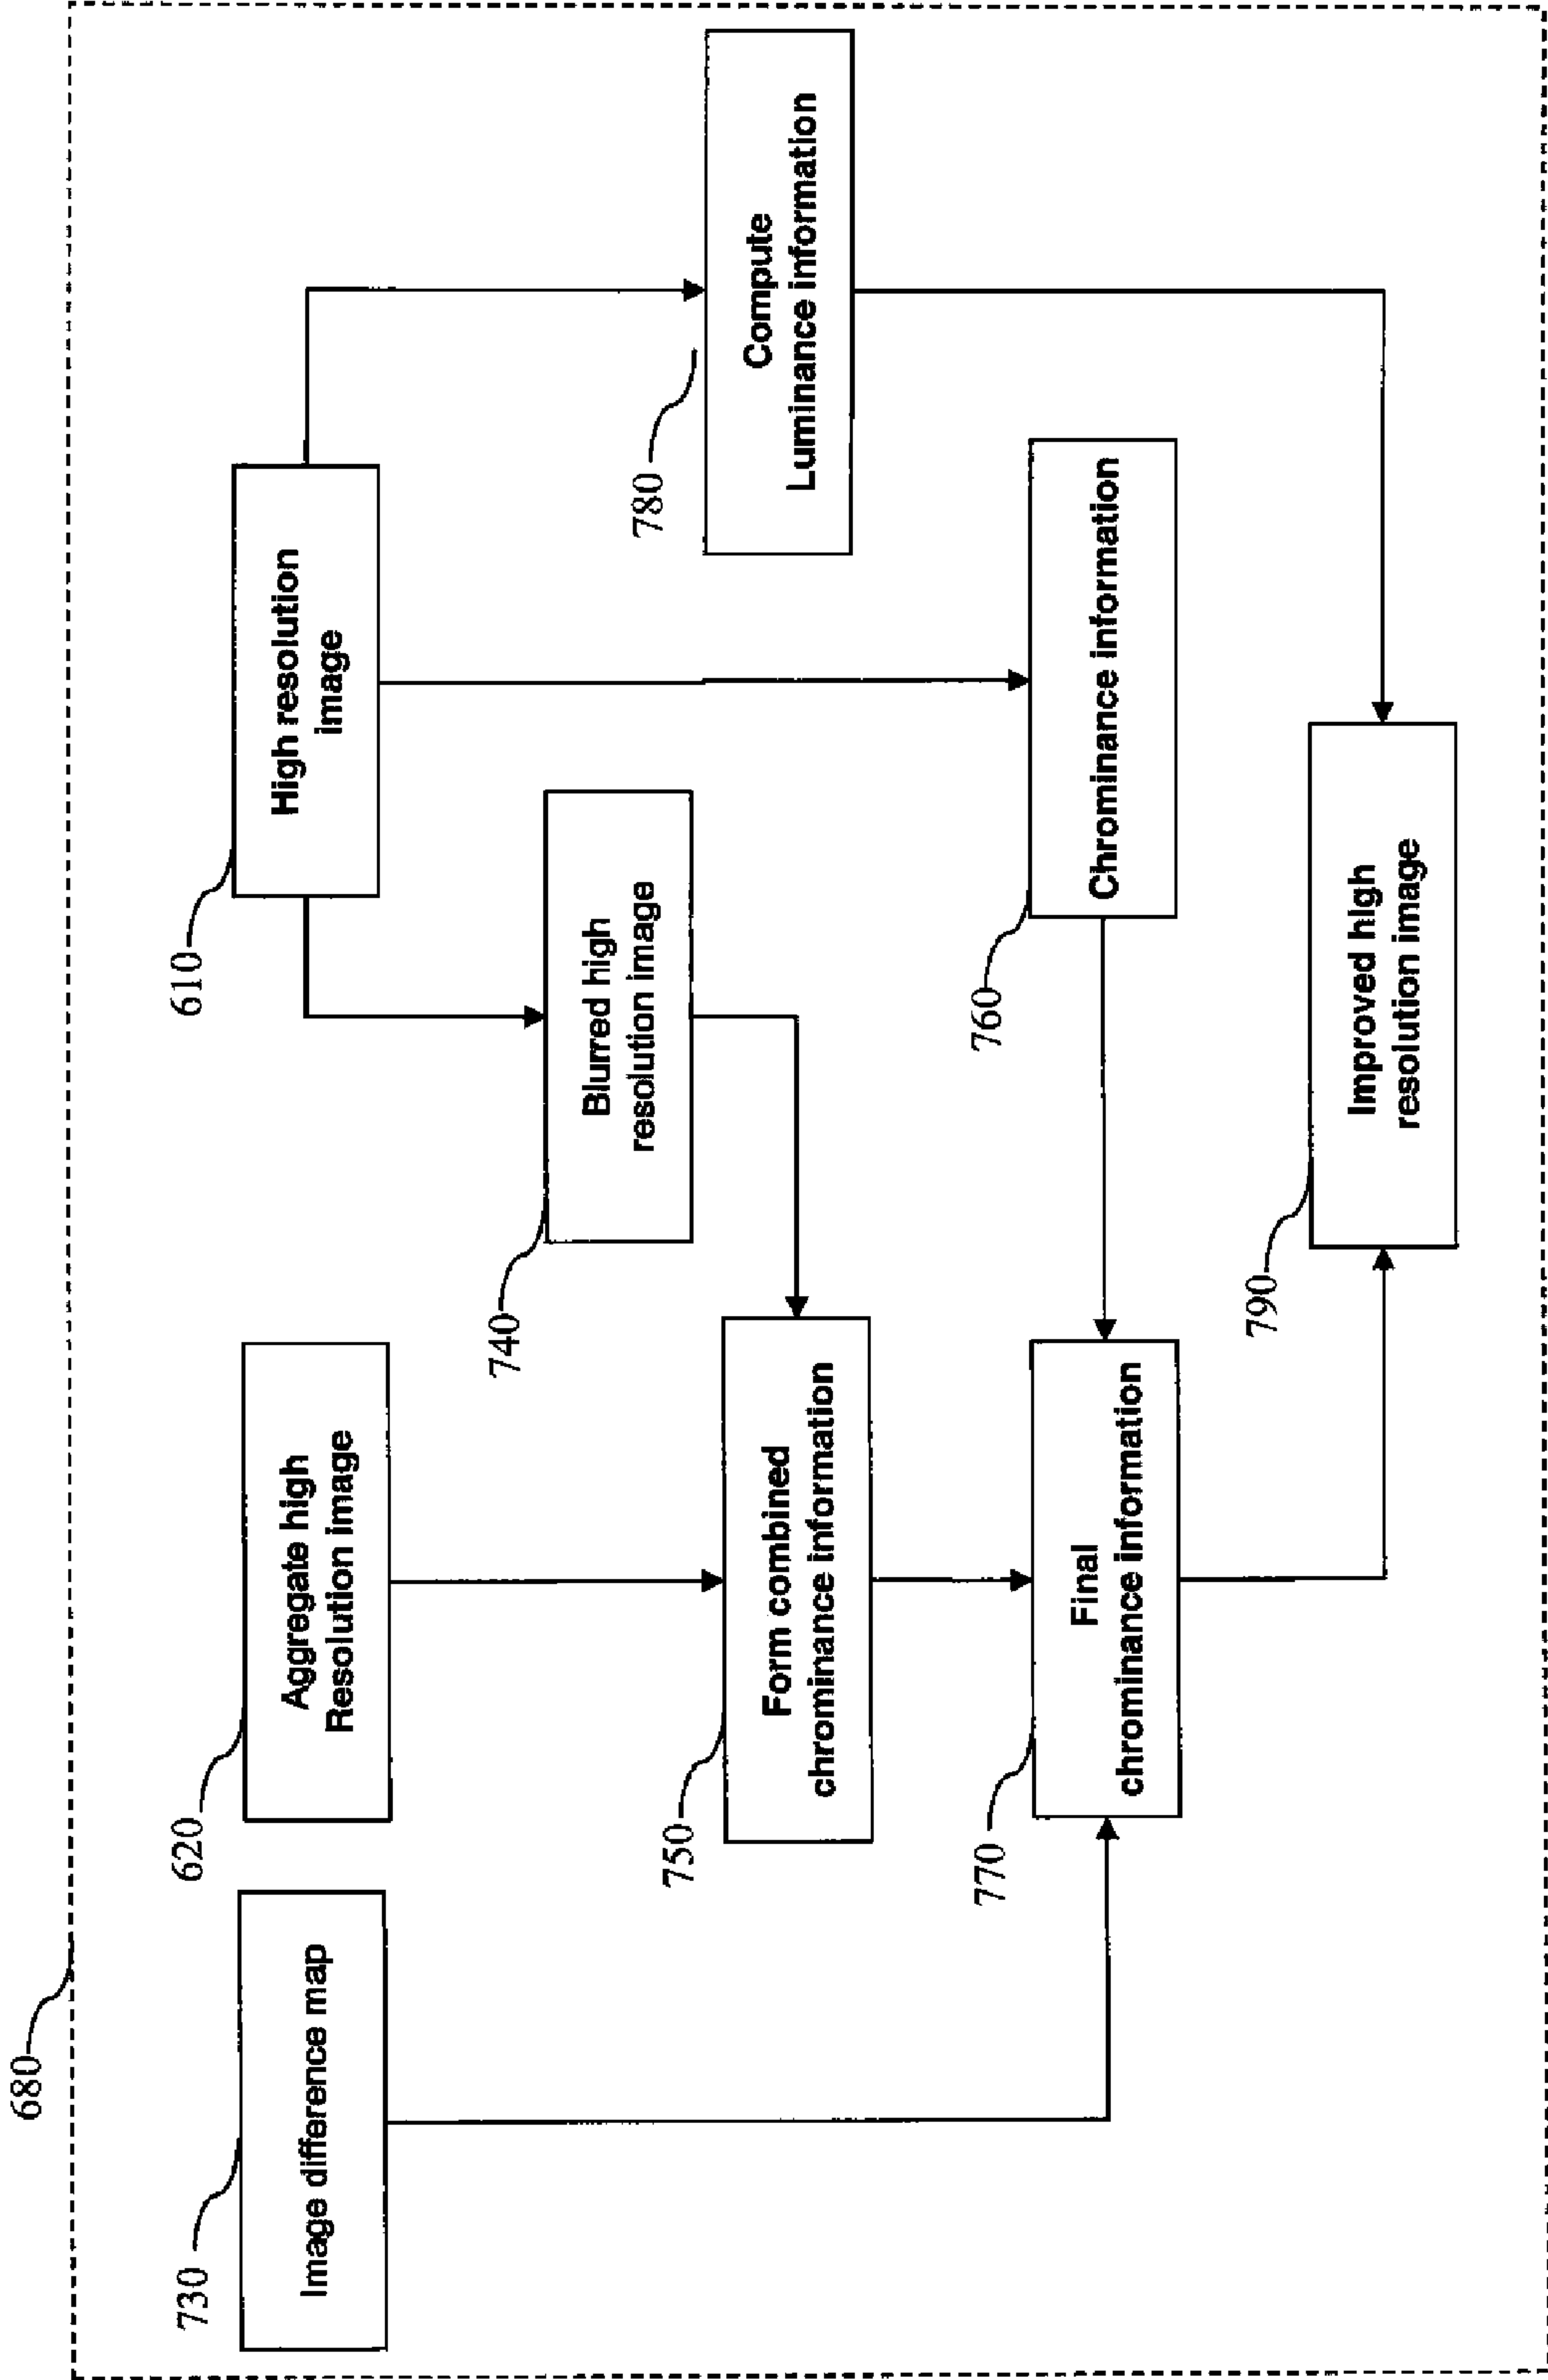 680
730
Image difference map
620
Aggregate high
Resolution image
610
High resolution
image
740
Blurred high
resolution image
780
Compute
Luminance information
750
Form combined
chrominance information
760
Chrominance information
770
Final
chrominance information
790
Improved high
resolution image